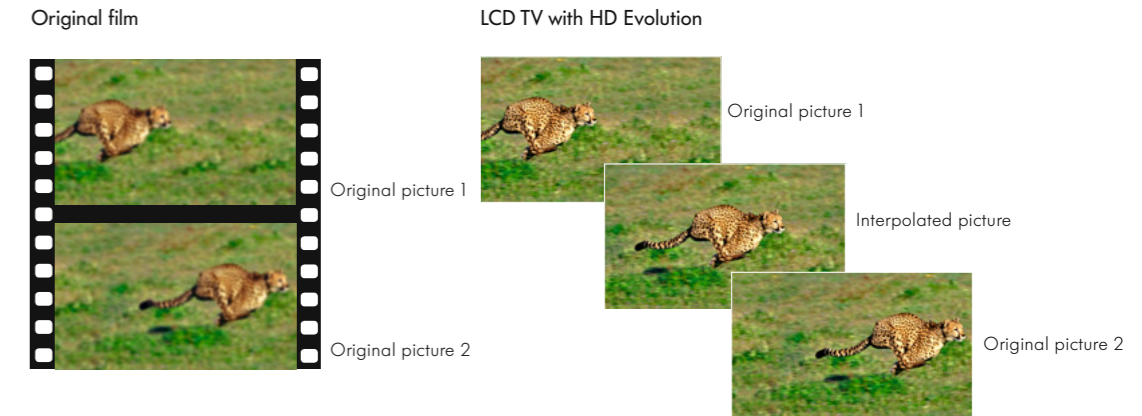 Original film
Original picture 1
Original picture 2
LCD TV with HD Evolution
Original picture 1
Interpolated picture
Original picture 2